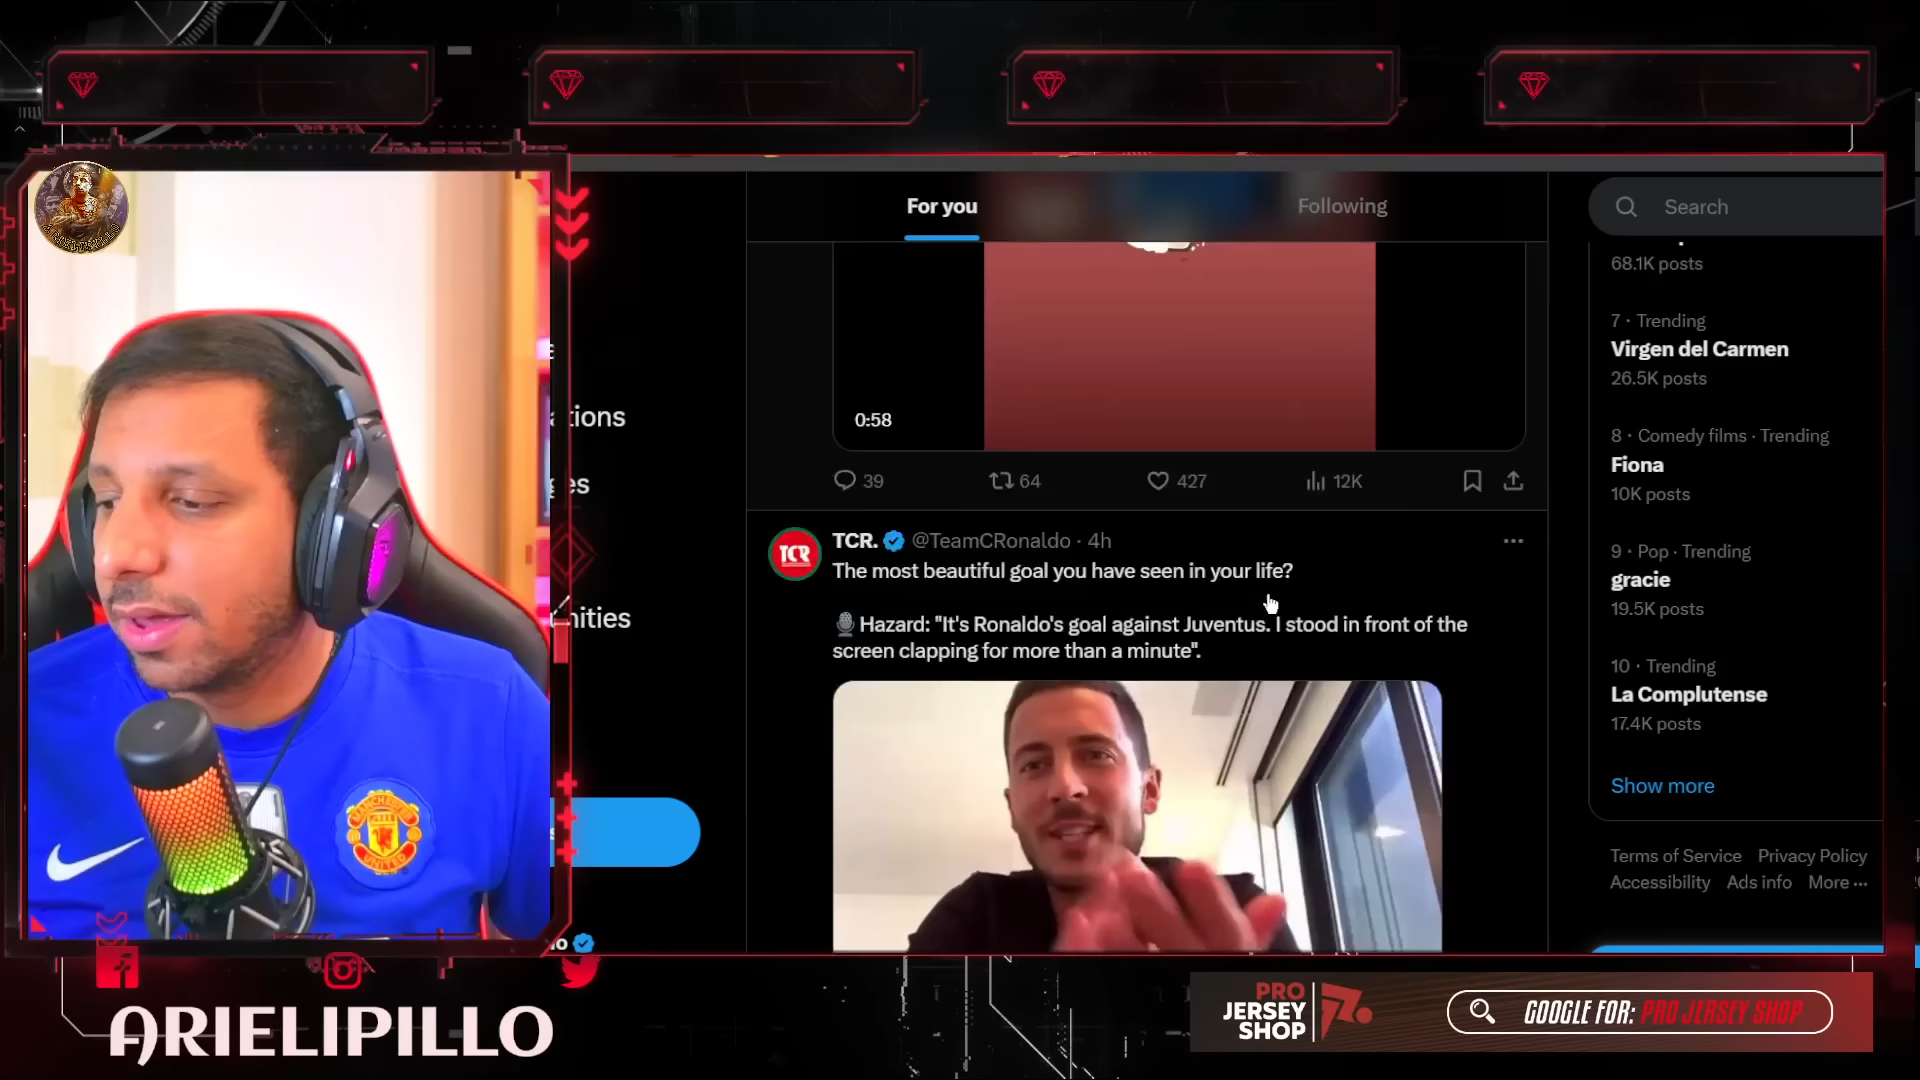 For you
Following
Search
68.1K posts
7 · Trending
Virgen del Carmen
26.5K posts
8 · Comedy films · Trending
Fiona
10K posts
9 · Pop · Trending
gracie
19.5K posts
10 · Trending
La Complutense
17.4K posts
Show more
Terms of Service Privacy Policy
Accessibility Ads info More ...
0:58
39 64 427 12K
TCR. @TeamCRonaldo · 4h
The most beautiful goal you have seen in your life?
Hazard: "It's Ronaldo's goal against Juventus. I stood in front of the
screen clapping for more than a minute".
TCR
tions
es
nities
lo
MANCHESTER
UNITED
ARIELIPILLO
PRO
JERSEY
SHOP
GOOGLE FOR: PRO JERSEY SHOP